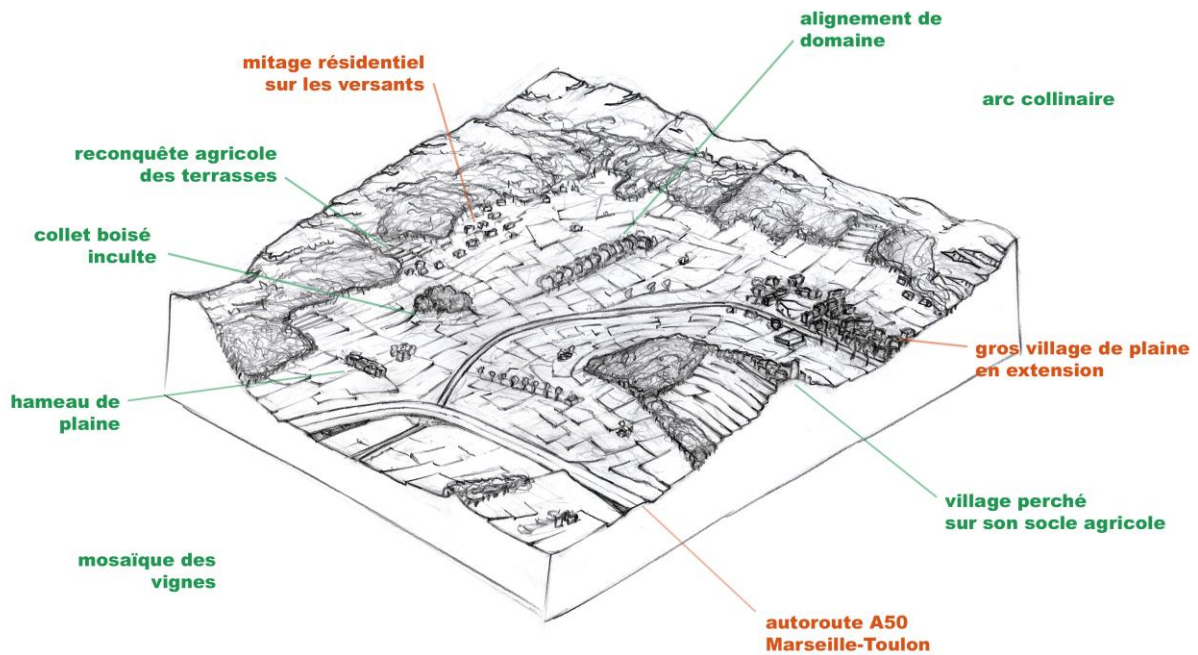 alignement de
domaine
mitage résidentiel
sur les versants
arc collinaire
reconquête agricole
des terrasses
collet boisé
inculte
gros village de plaine
en extension
hameau de
plaine
village perché
sur son socle agricole
mosaïque des
vignes
autoroute A50
Marseille-Toulon